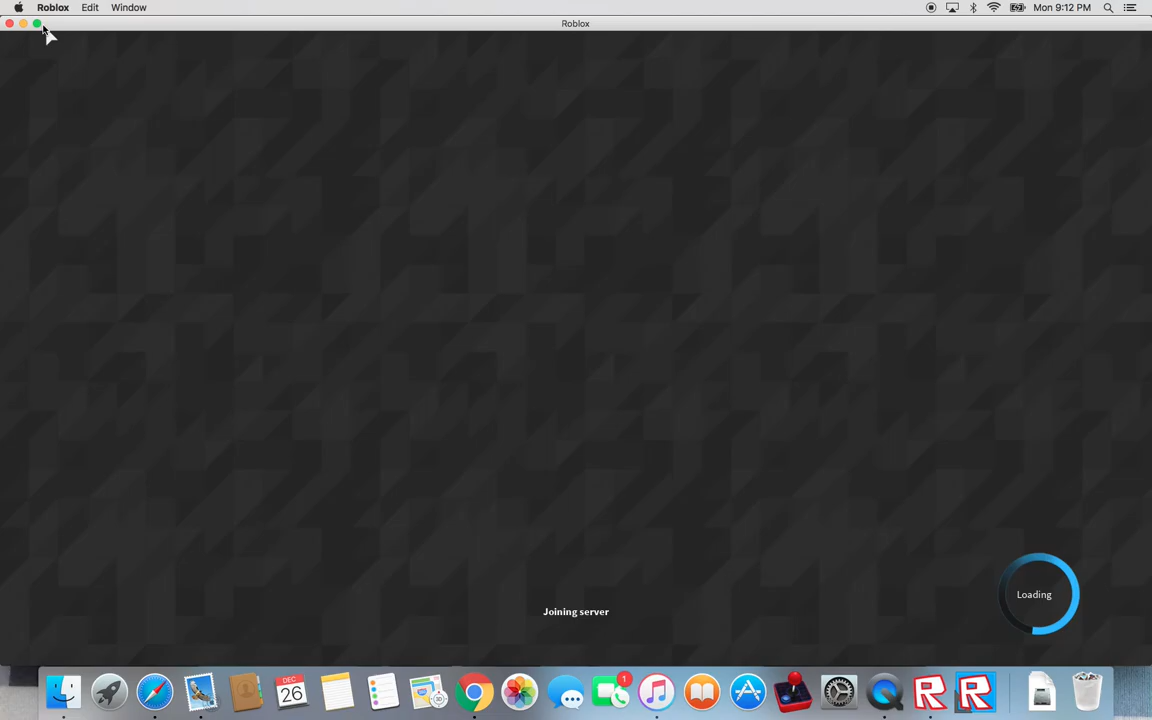 Roblox Edit Window Mon 9:12 PM
Roblox
Loading
Joining server
1
DEC
26